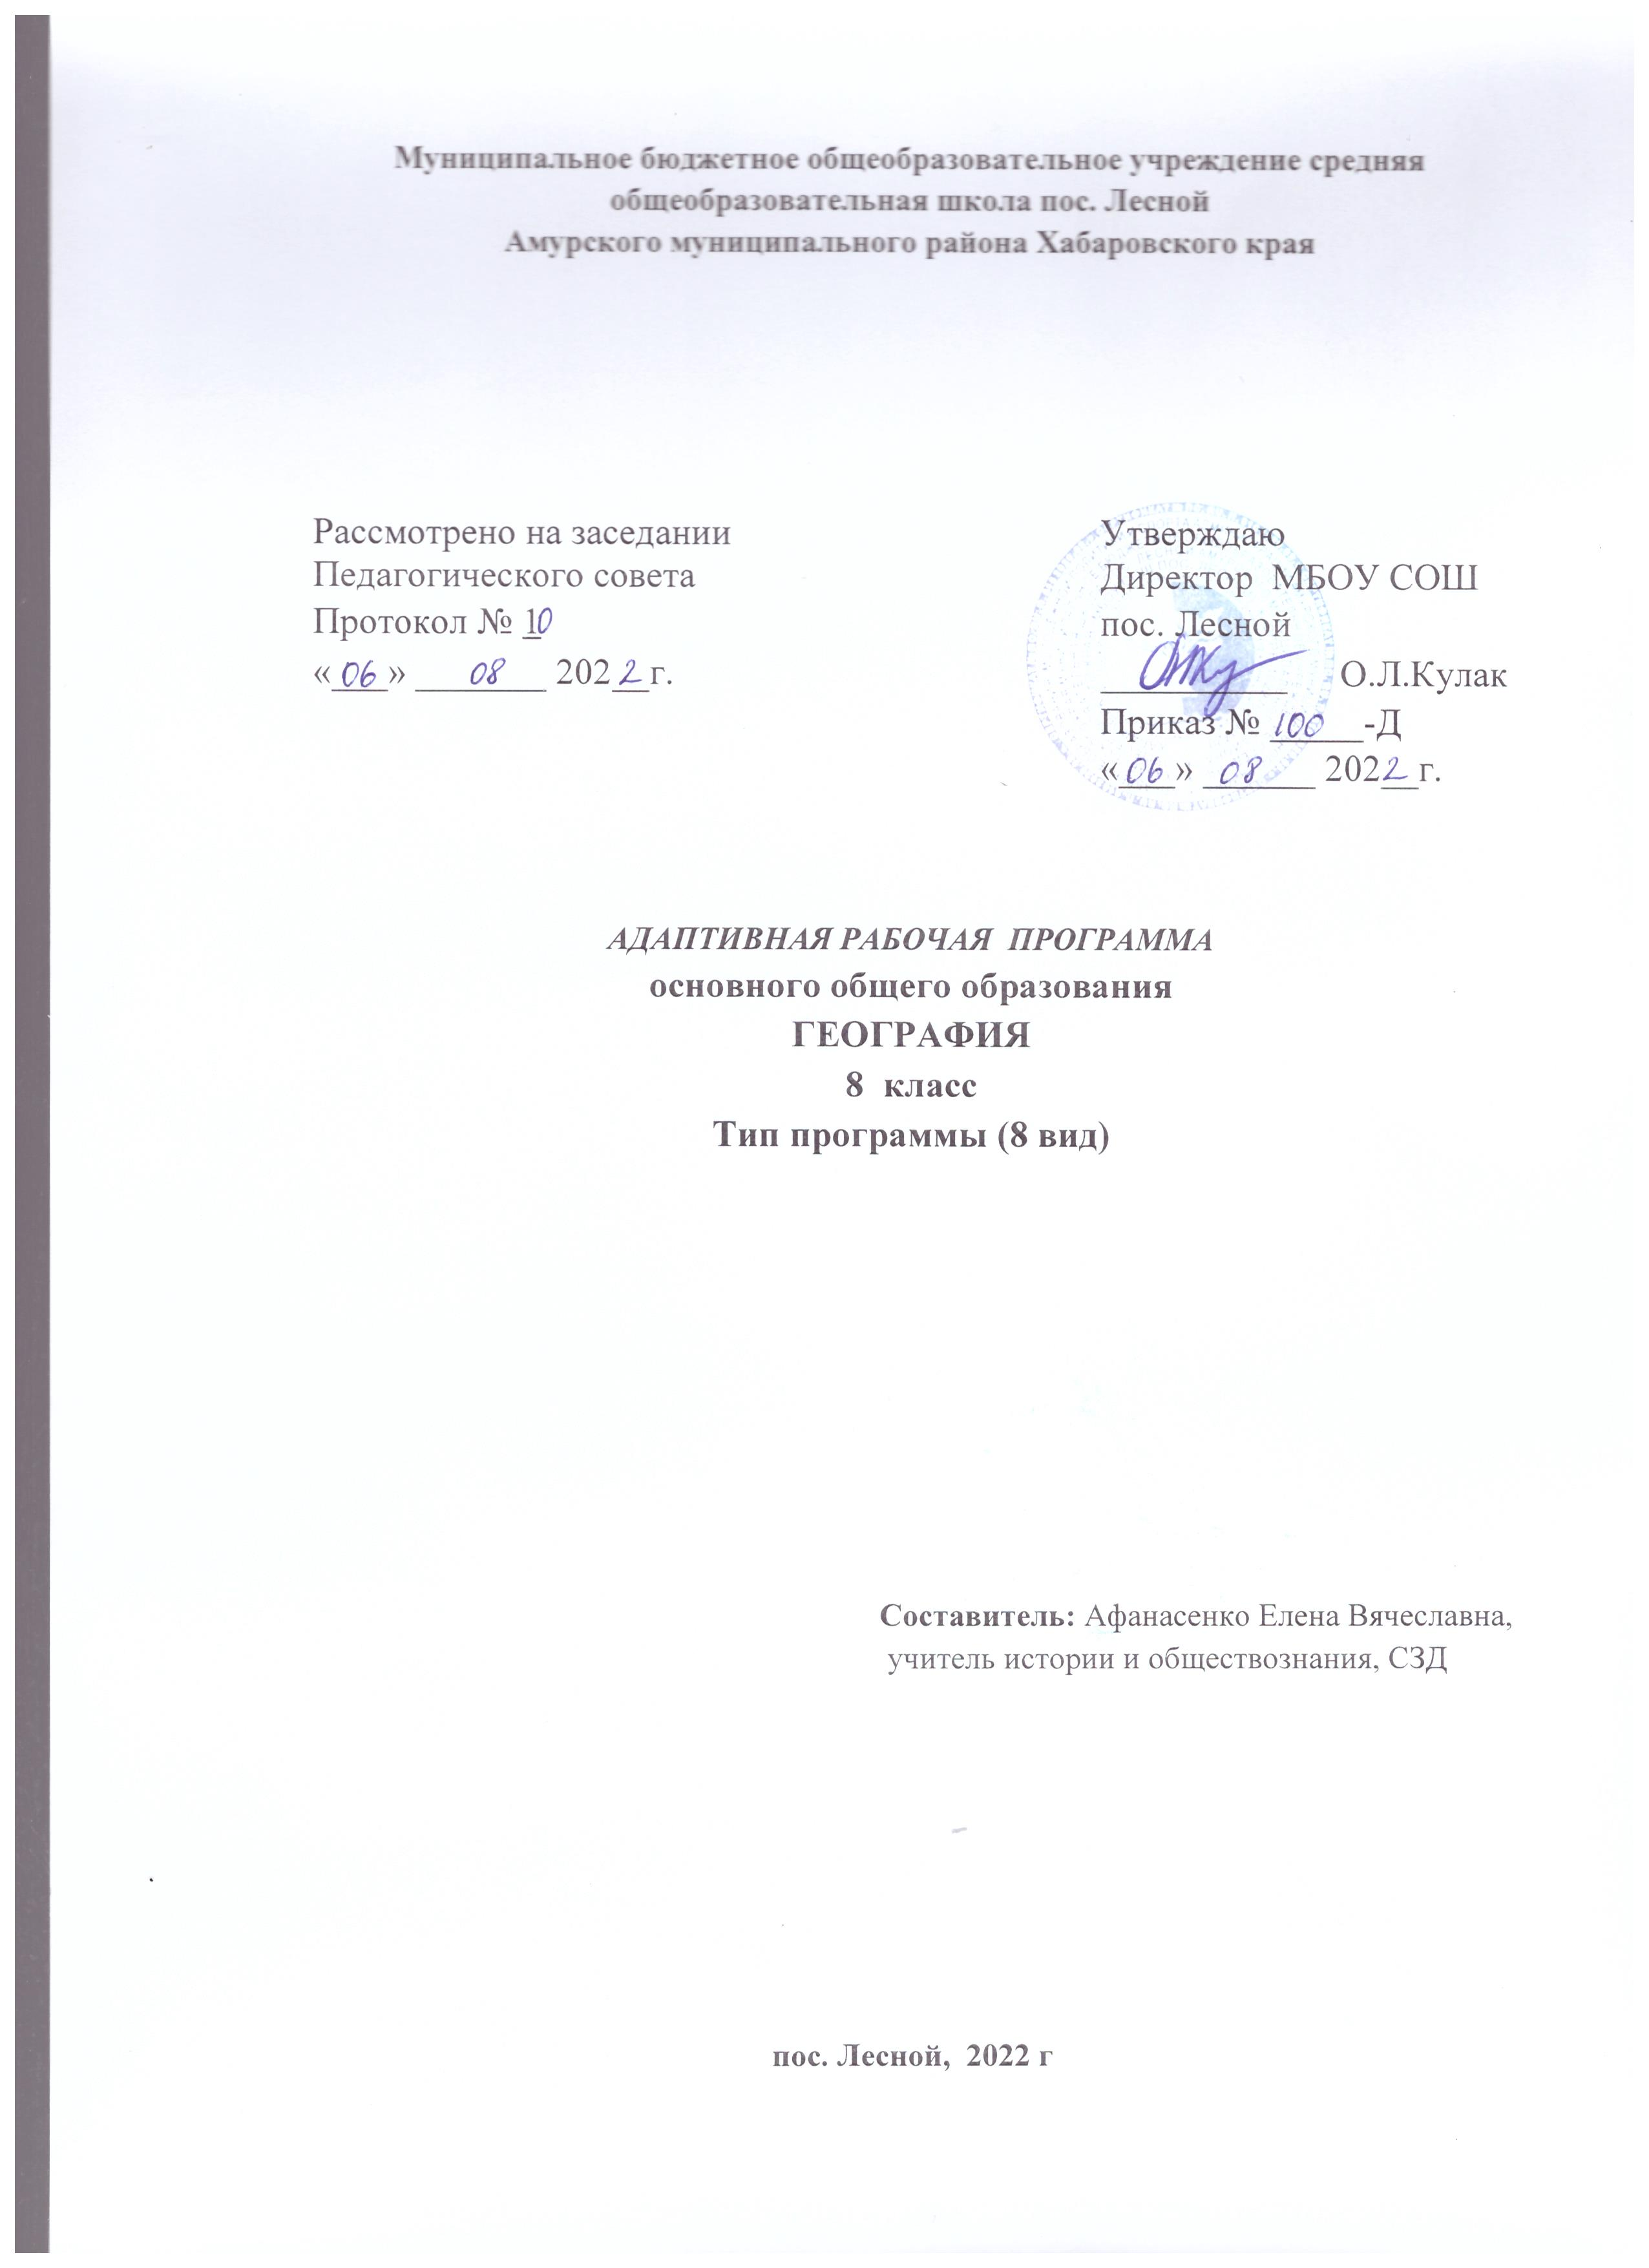 Муниципальное бюджетное общеобразовательное учреждение средняя
общеобразовательная школа пос. Лесной
Амурского муниципального района Хабаровского края
Рассмотрено на заседании
Педагогического совета
Протокол № 10
«06» 08 2022 г.
Утверждаю
Директор МБОУ СОШ
пос. Лесной
О.Л.Кулак
Приказ № 100 -Д
«06» 08 2022 г.
АДАПТИВНАЯ РАБОЧАЯ ПРОГРАММА
основного общего образования
ГЕОГРАФИЯ
8 класс
Тип программы (8 вид)
Составитель: Афанасенко Елена Вячеславна,
учитель истории и обществознания, СЗД
пос. Лесной, 2022 г